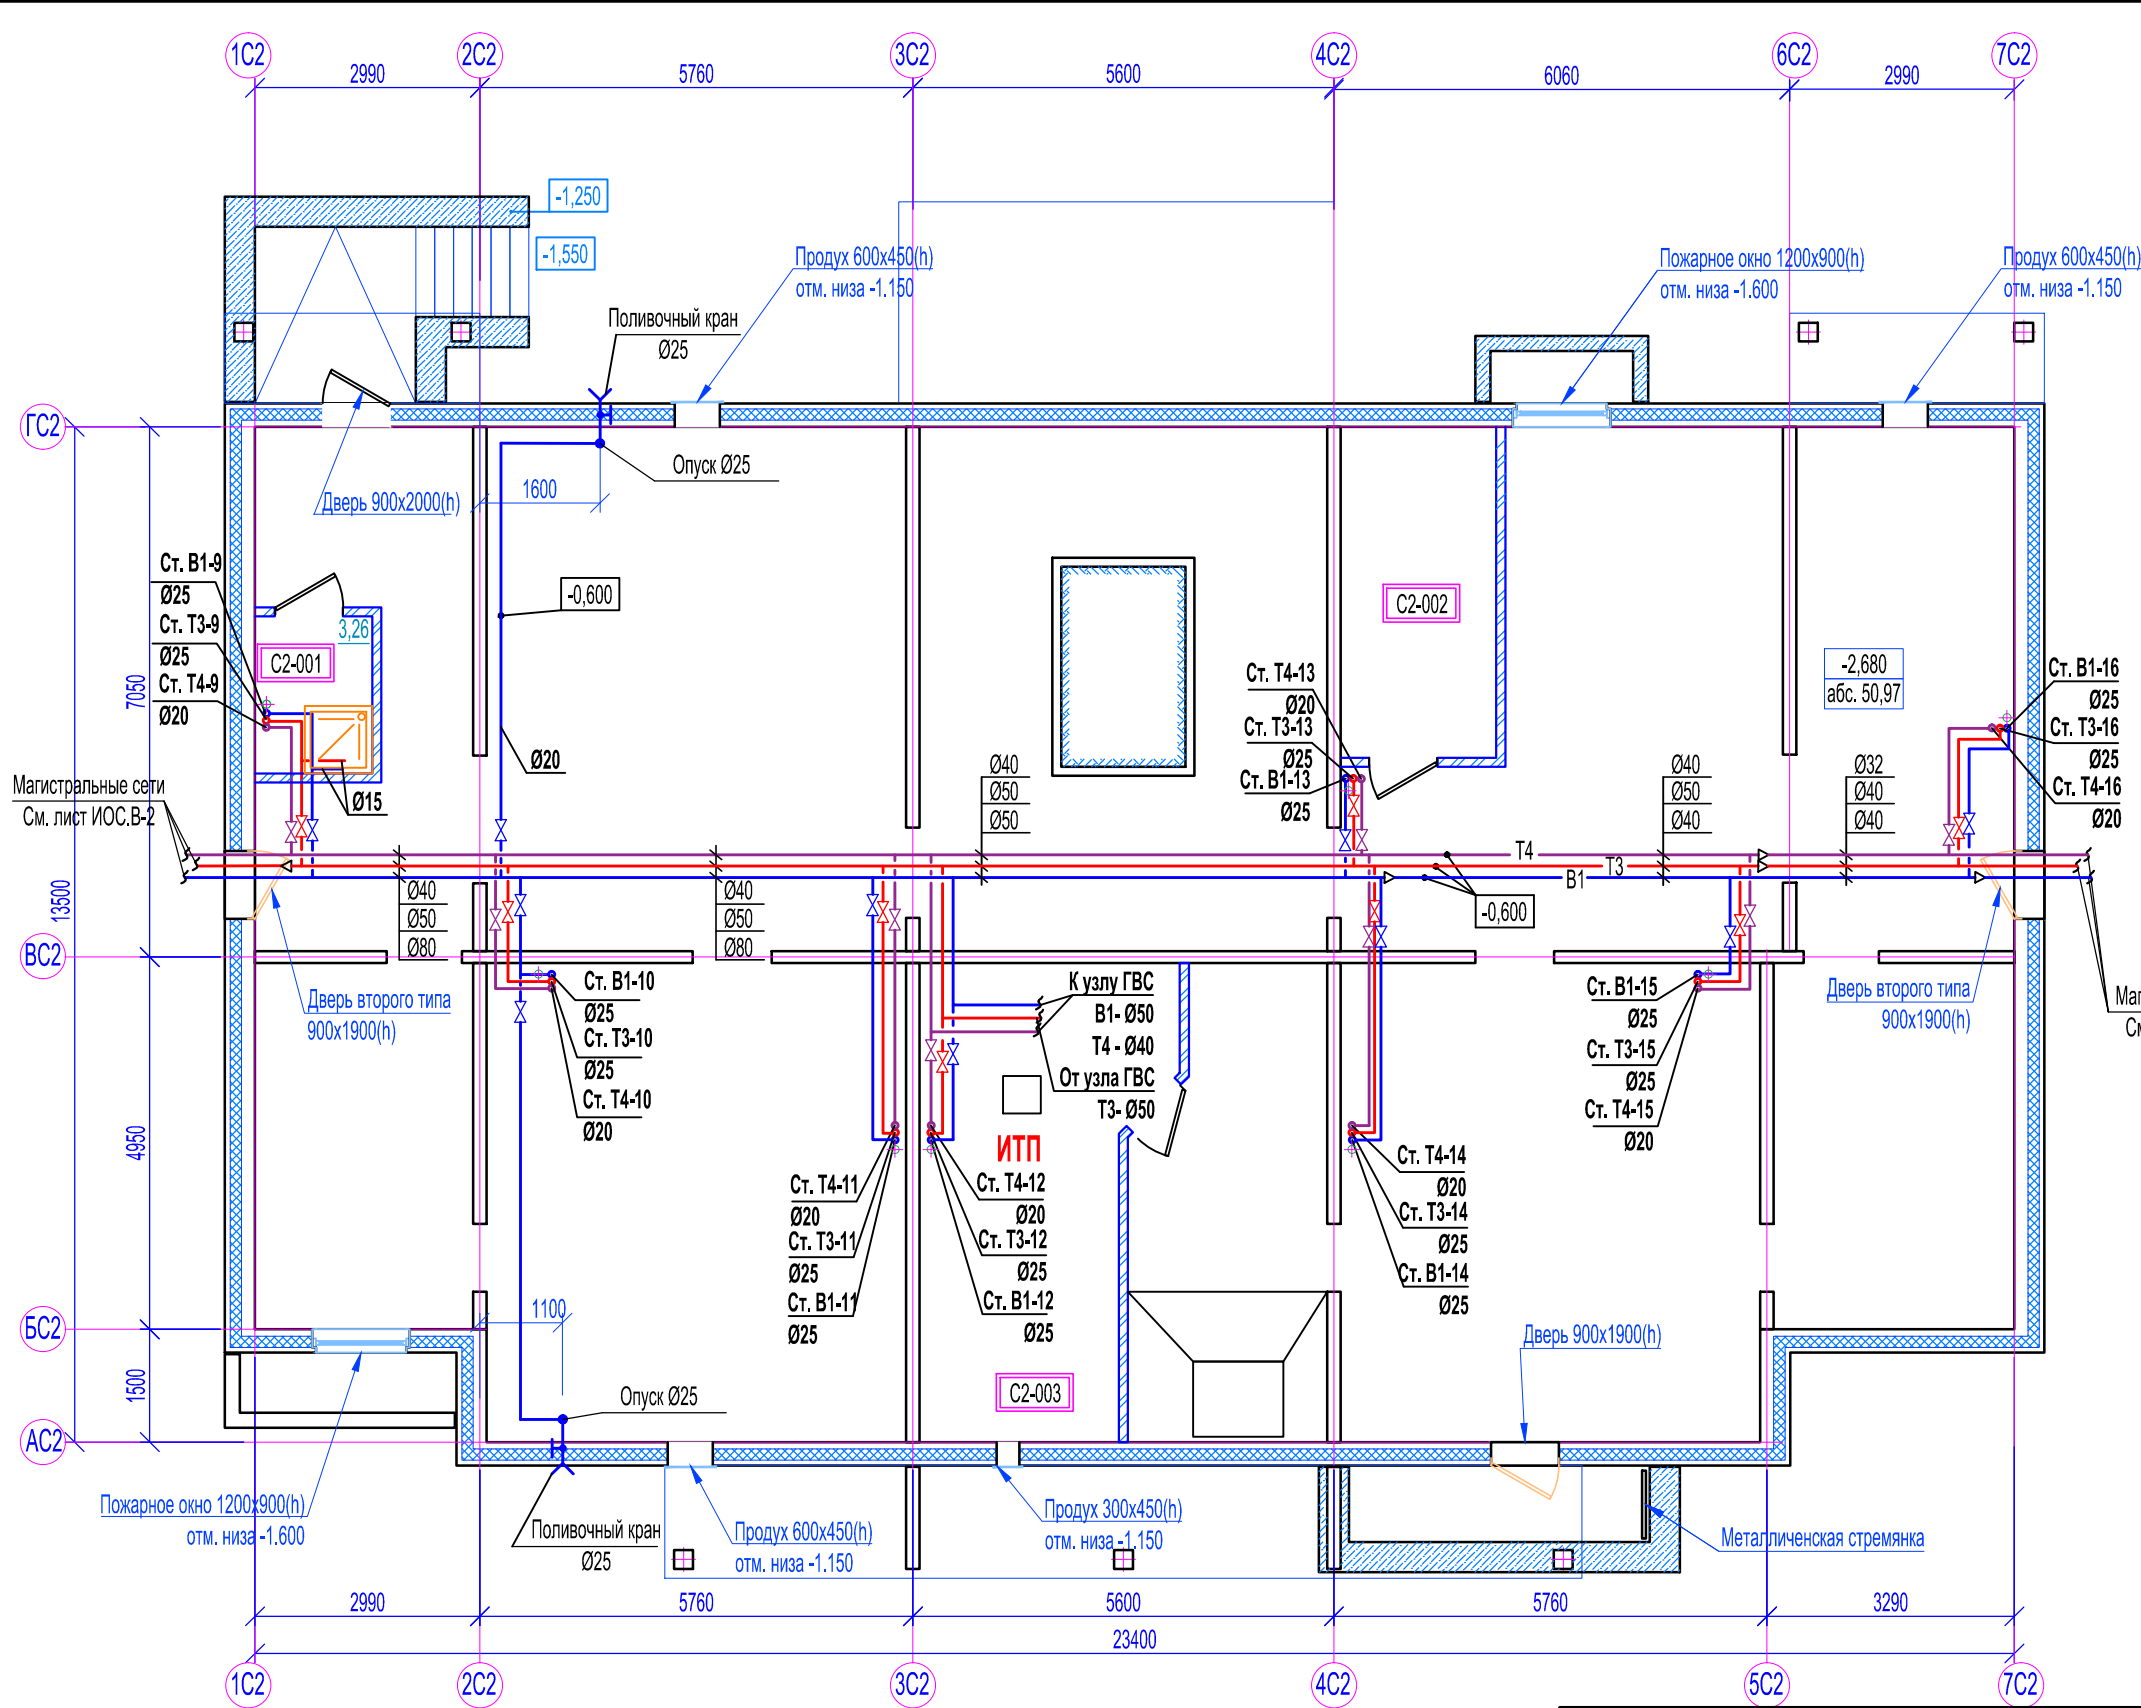 1С2
2С2
3С2
4С2
6С2
7С2
2990
5760
5600
6060
2990
-1,250
-1,550
Продух 600х450(h)
отм. низа -1.150
Пожарное окно 1200х900(h)
отм. низа -1.600
Продух 600х450(h)
отм. низа -1.150
Поливочный кран
Ø25
ГС2
Опуск Ø25
1600
Дверь 900х2000(h)
Ст. В1-9
Ø25
Ст. Т3-9
Ø25
Ст. Т4-9
Ø20
-0,600
3,26
С2-001
С2-002
7050
-2,680
абс. 50,97
Ст. Т4-13
Ø20
Ст. Т3-13
Ø25
Ст. В1-13
Ø25
Ст. В1-16
Ø25
Ст. Т3-16
Ø25
Ст. Т4-16
Ø20
Магистральные сети
См. лист ИОС.В-2
Ø20
Ø15
Ø40
Ø50
Ø50
Ø40
Ø50
Ø40
Ø32
Ø40
Ø40
Т4
Т3
В1
13500
Ø40
Ø50
Ø80
Ø40
Ø50
Ø80
-0,600
ВС2
Дверь второго типа
900х1900(h)
Ст. В1-10
Ø25
Ст. Т3-10
Ø25
Ст. Т4-10
Ø20
К узлу ГВС
В1- Ø50
Т4 - Ø40
От узла ГВС
Т3- Ø50
Ст. В1-15
Ø25
Ст. Т3-15
Ø25
Ст. Т4-15
Ø20
Дверь второго типа
900х1900(h)
4950
ИТП
Ст. Т4-11
Ø20
Ст. Т3-11
Ø25
Ст. В1-11
Ø25
Ст. Т4-12
Ø20
Ст. Т3-12
Ø25
Ст. В1-12
Ø25
Ст. Т4-14
Ø20
Ст. Т3-14
Ø25
Ст. В1-14
Ø25
БС2
1100
Дверь 900х1900(h)
1500
Опуск Ø25
С2-003
АС2
Пожарное окно 1200х900(h)
отм. низа -1.600
Поливочный кран
Ø25
Продух 600х450(h)
отм. низа -1.150
Продух 300х450(h)
отм. низа -1.150
Металличенская стремянка
2990
5760
5600
5760
3290
23400
1С2
2С2
3С2
4С2
5С2
7С2